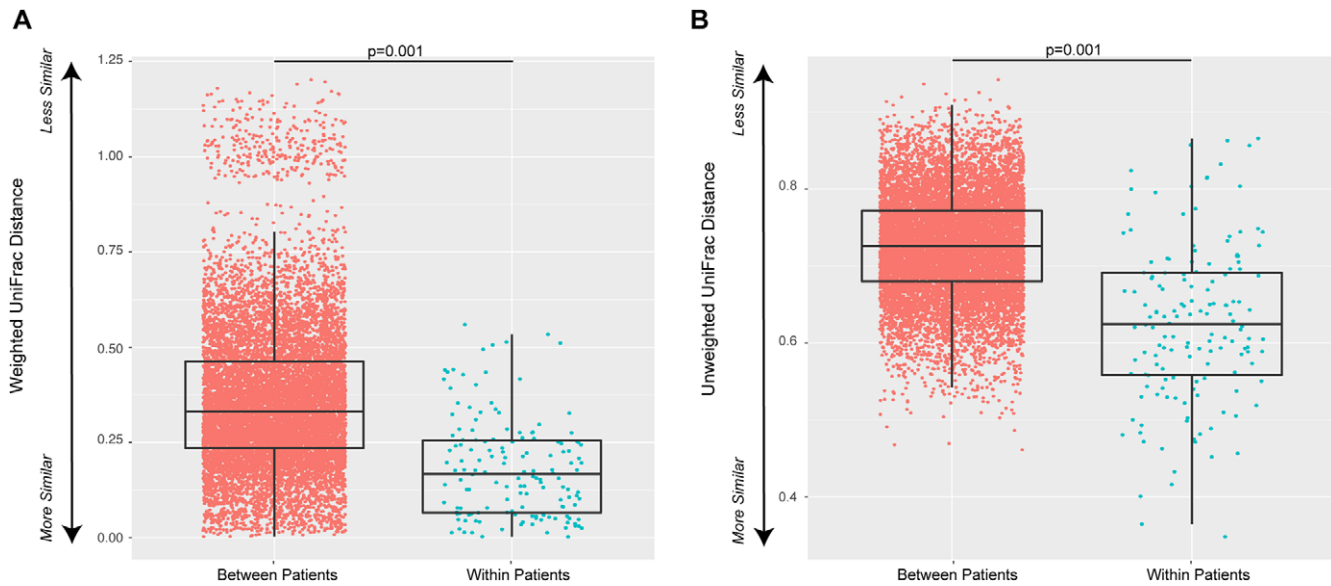 A
Less Similar
More Similar
Weighted UniFrac Distance
1.25
1.00
0.75
0.50
0.25
0.00
p=0.001
Between Patients
Within Patients
B
Less Similar
More Similar
Unweighted UniFrac Distance
0.8
0.6
0.4
p=0.001
Between Patients
Within Patients